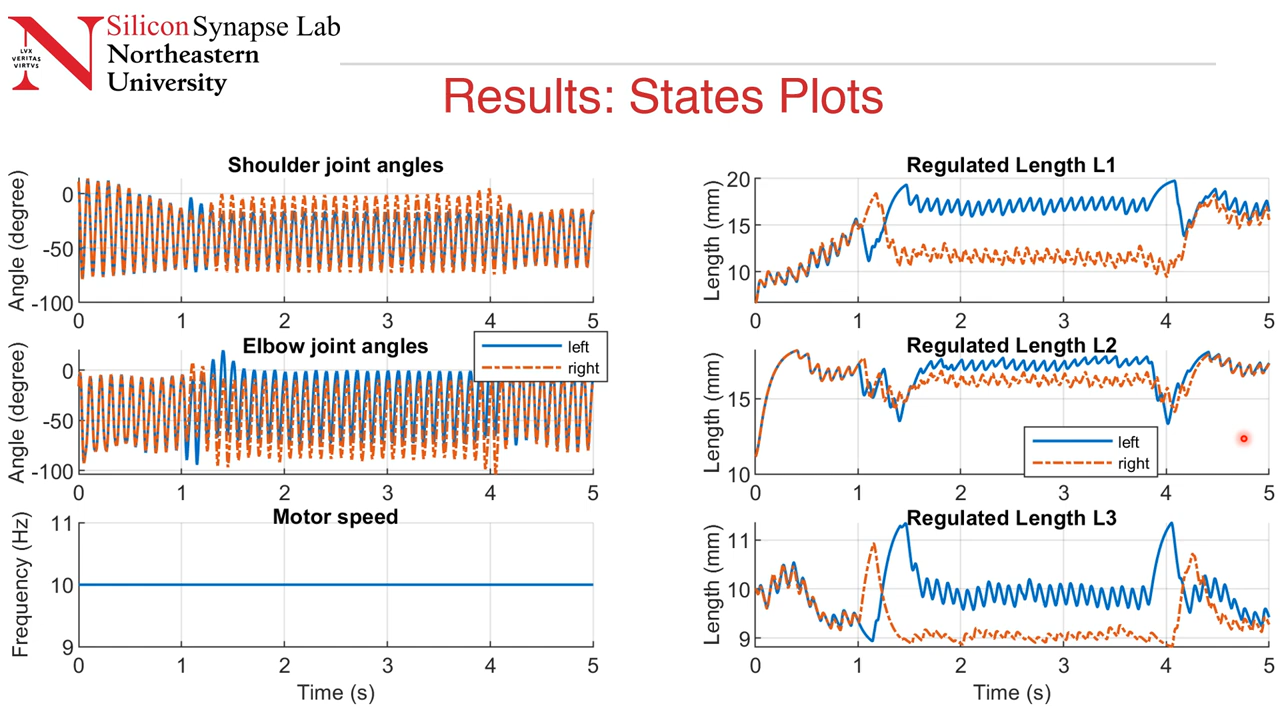 Silicon Synapse Lab
Northeastern
University
LVX
VERITAS
VIRTVS
Results: States Plots
Shoulder joint angles
Angle (degree)
0
-50
-100
0 1 2 3 4 5
Elbow joint angles
Angle (degree)
0
-50
-100
left
right
0 1 2 3 4 5
Motor speed
Frequency (Hz)
11
10
9
0 1 2 3 4 5
Time (s)
Regulated Length L1
Length (mm)
20
15
10
0 1 2 3 4 5
Regulated Length L2
Length (mm)
15
10
left
right
0 1 2 3 4 5
Regulated Length L3
Length (mm)
11
10
9
0 1 2 3 4 5
Time (s)